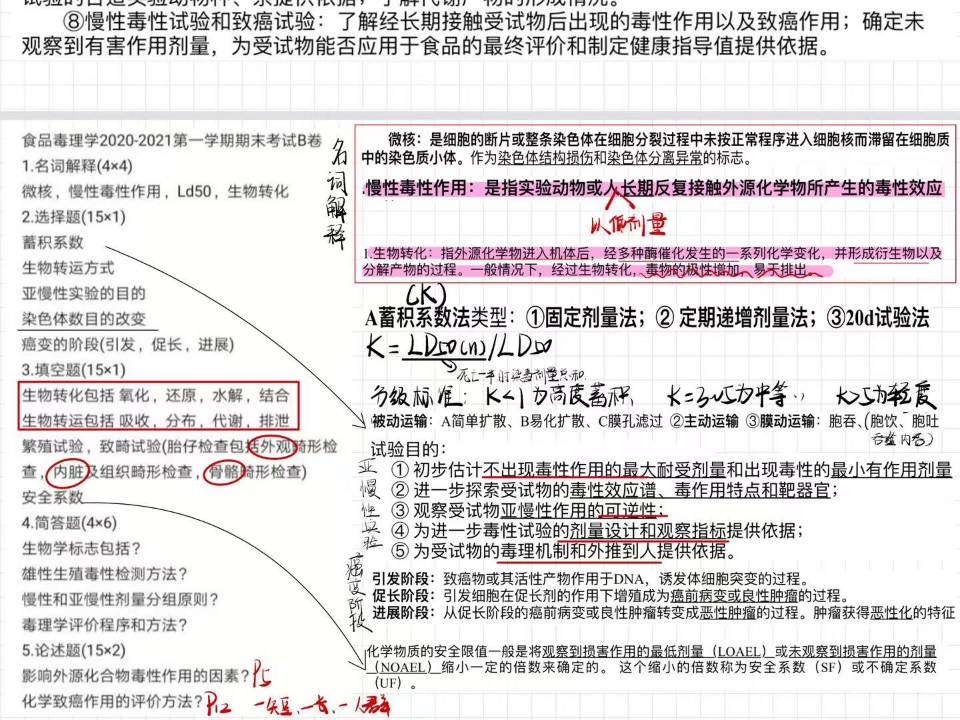 ⑧慢性毒性试验和致癌试验：了解经长期接触受试物后出现的毒性作用以及致癌作用；确定未
观察到有害作用剂量，为受试物能否应用于食品的最终评价和制定健康指导值提供依据。
食品毒理学2020-2021第一学期期末考试B卷
1.名词解释(4×4)
微核，慢性毒性作用，Ld50，生物转化
2.选择题(15×1)
蓄积系数
生物转运方式
亚慢性实验的目的
染色体数目的改变
癌变的阶段(引发，促长，进展)
3.填空题(15×1)
生物转化包括 氧化，还原，水解，结合
生物转运包括 吸收，分布，代谢，排泄
繁殖试验，致畸试验(胎仔检查包括外观畸形检
查，内脏及组织畸形检查，骨骼畸形检查)
安全系数
4.简答题(4×6)
生物学标志包括？
雄性生殖毒性检测方法？
慢性和亚慢性剂量分组原则？
毒理学评价程序和方法？
5.论述题(15×2)
影响外源化合物毒性作用的因素？P5
化学致癌作用的评价方法？P12 一短、一长、一人群
名词解释
微核：是细胞的断片或整条染色体在细胞分裂过程中未按正常程序进入细胞核而滞留在细胞质
中的染色质小体。作为染色体结构损伤和染色体分离异常的标志。
慢性毒性作用：是指实验动物或人长期反复接触外源化学物所产生的毒性效应
以低剂量
1.生物转化：指外源化学物进入机体后，经多种酶催化发生的一系列化学变化，并形成衍生物以及
分解产物的过程。一般情况下，经过生物转化，毒物的极性增加，易于排出。
(K)
A蓄积系数法类型：①固定剂量法；② 定期递增剂量法；③20d试验法
K=LD50(n)/LD50
分级标准：K<1为高度蓄积 K=3~5为中等 K>5为轻度
被动运输：A简单扩散、B易化扩散、C膜孔滤过 ②主动运输 ③膜动运输：胞吞、(胞饮、胞吐
试验目的：
亚慢性实验
① 初步估计不出现毒性作用的最大耐受剂量和出现毒性的最小有作用剂量
② 进一步探索受试物的毒性效应谱、毒作用特点和靶器官；
③ 观察受试物亚慢性作用的可逆性；
④ 为进一步毒性试验的剂量设计和观察指标提供依据；
⑤ 为受试物的毒理机制和外推到人提供依据。
癌变阶段
引发阶段：致癌物或其活性产物作用于DNA，诱发体细胞突变的过程。
促长阶段：引发细胞在促长剂的作用下增殖成为癌前病变或良性肿瘤的过程。
进展阶段：从促长阶段的癌前病变或良性肿瘤转变成恶性肿瘤的过程。肿瘤获得恶性化的特征
化学物质的安全限值一般是将观察到损害作用的最低剂量（LOAEL）或未观察到损害作用的剂量
（NOAEL）缩小一定的倍数来确定的。 这个缩小的倍数称为安全系数（SF）或不确定系数
（UF）。